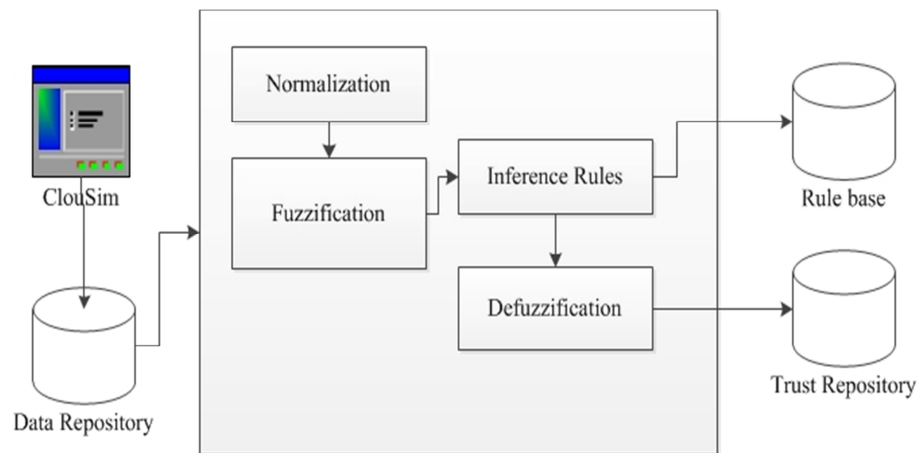 Normalization
ClouSim
Fuzzification
Inference Rules
Rule base
Defuzzification
Data Repository
Trust Repository